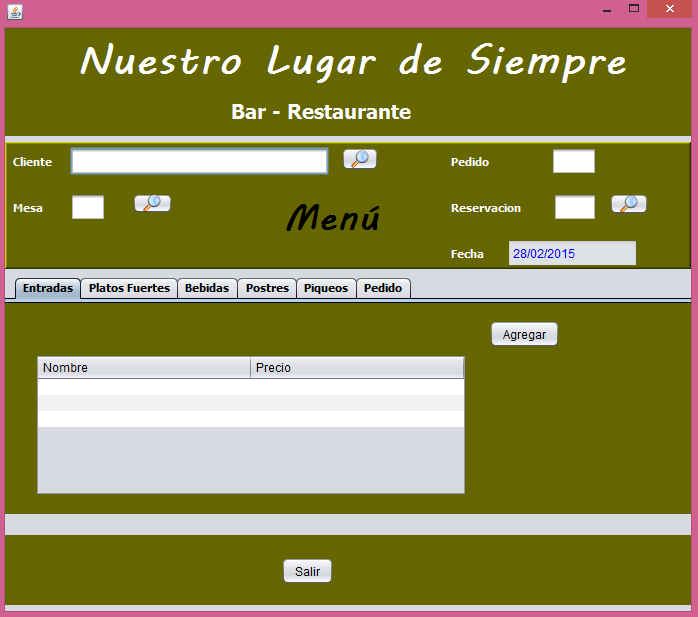 Nuestro Lugar de Siempre
Bar - Restaurante
Cliente
Pedido
Mesa
Menú
Reservacion
Fecha 28/02/2015
Entradas Platos Fuertes Bebidas Postres Piqueos Pedido
Agregar
Nombre Precio
Salir